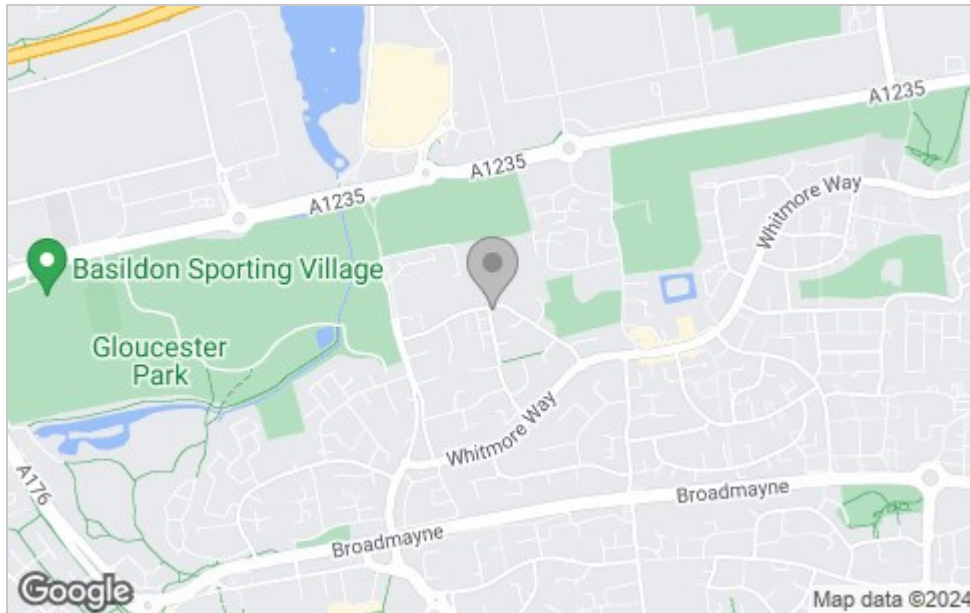 A1235
A1235
A1235
Whitmore Way
Basildon Sporting Village
Gloucester
Park
Whitmore Way
A176
Broadmayne
Broadmayne
Google
Map data ©2024